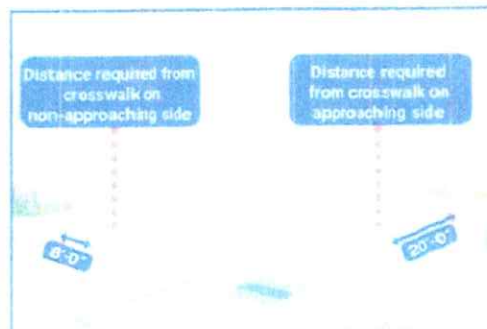 Distance required from
crosswalk on
non-approaching side
Distance required
from crosswalk on
approaching side
8'-0"
20'-0"